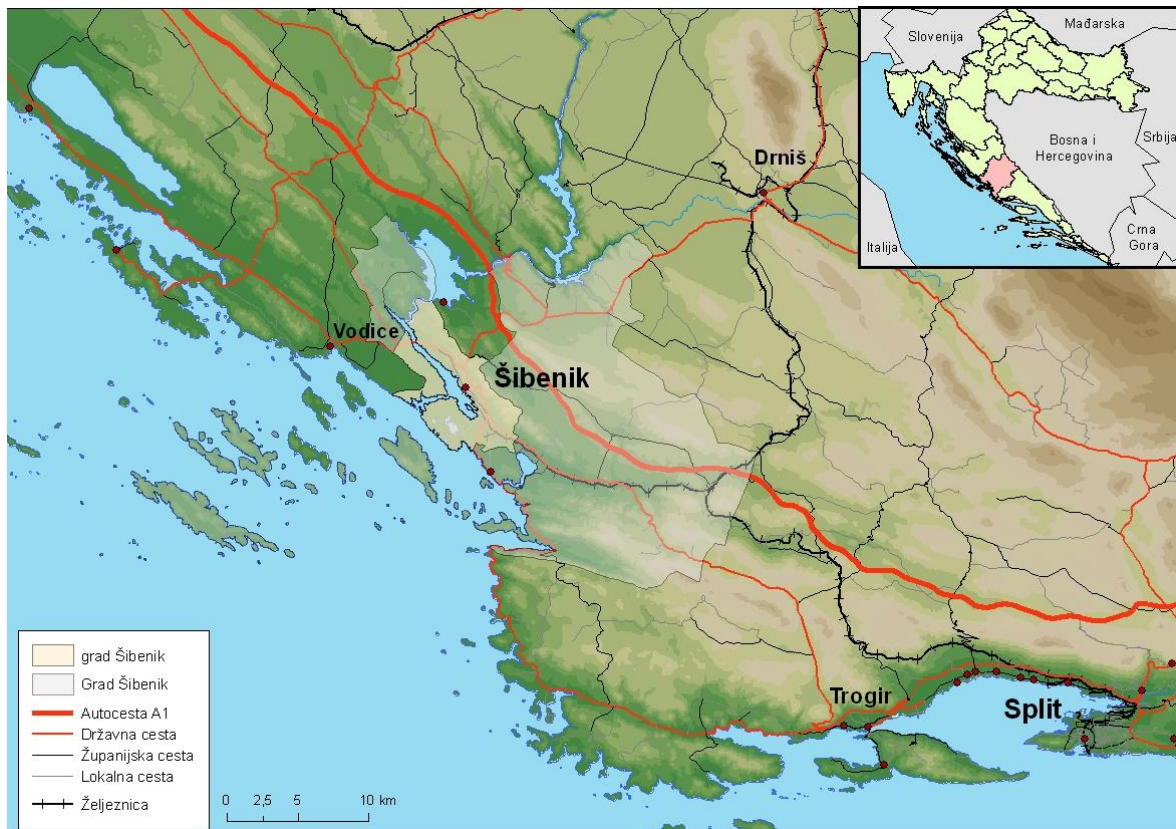 Mađarska
Slovenija
Bosna i
Hercegovina
Srbija
Italija
Crna
Gora
Drniš
Vodice
Šibenik
Trogir
Split
grad Šibenik
Grad Šibenik
Autocesta A1
Državna cesta
Županijska cesta
Lokalna cesta
Željeznica
0 2,5 5 10 km